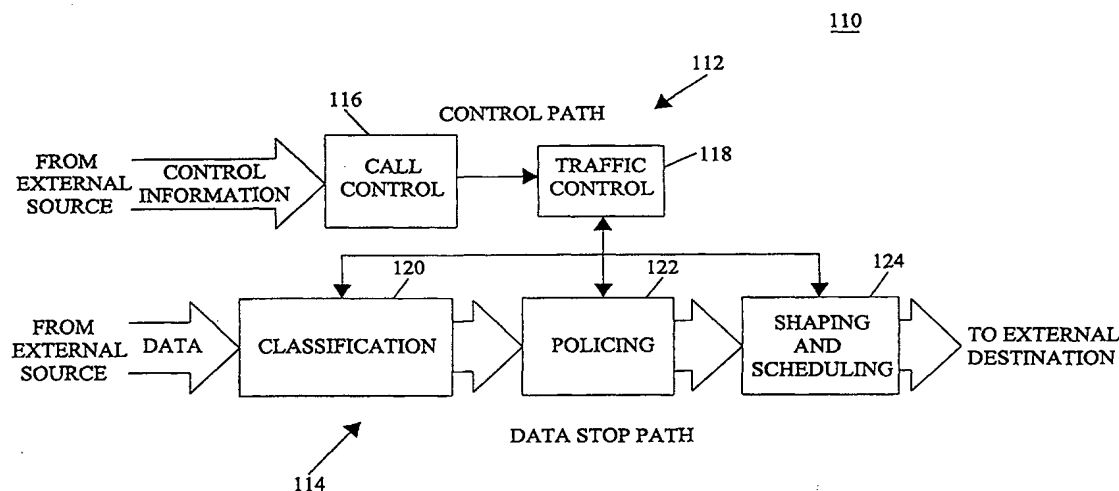 110
112
116
CONTROL PATH
FROM
EXTERNAL
SOURCE
CONTROL
INFORMATION
CALL
CONTROL
TRAFFIC
CONTROL
118
120
122
124
FROM
EXTERNAL
SOURCE
DATA
CLASSIFICATION
POLICING
SHAPING
AND
SCHEDULING
TO EXTERNAL
DESTINATION
DATA STOP PATH
114